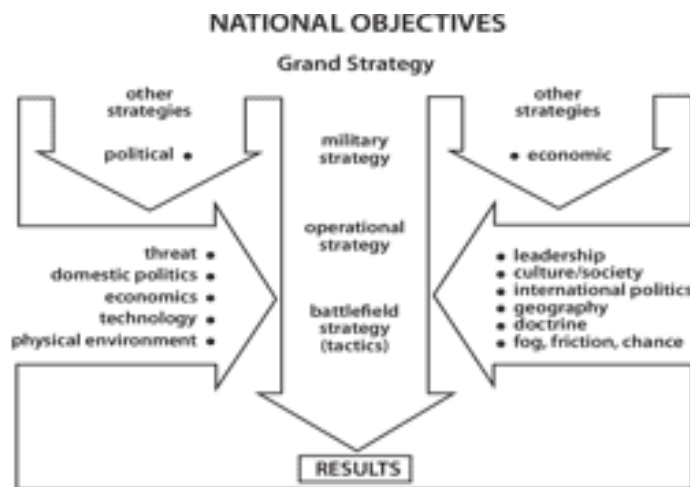 NATIONAL OBJECTIVES
Grand Strategy
other
strategies
political •
military
strategy
other
strategies
• economic
operational
strategy
battlefield
strategy
(tactics)
threat •
domestic politics •
economics •
technology •
physical environment •
• leadership
• culture/society
• international politics
• geography
• doctrine
• fog, friction, chance
RESULTS